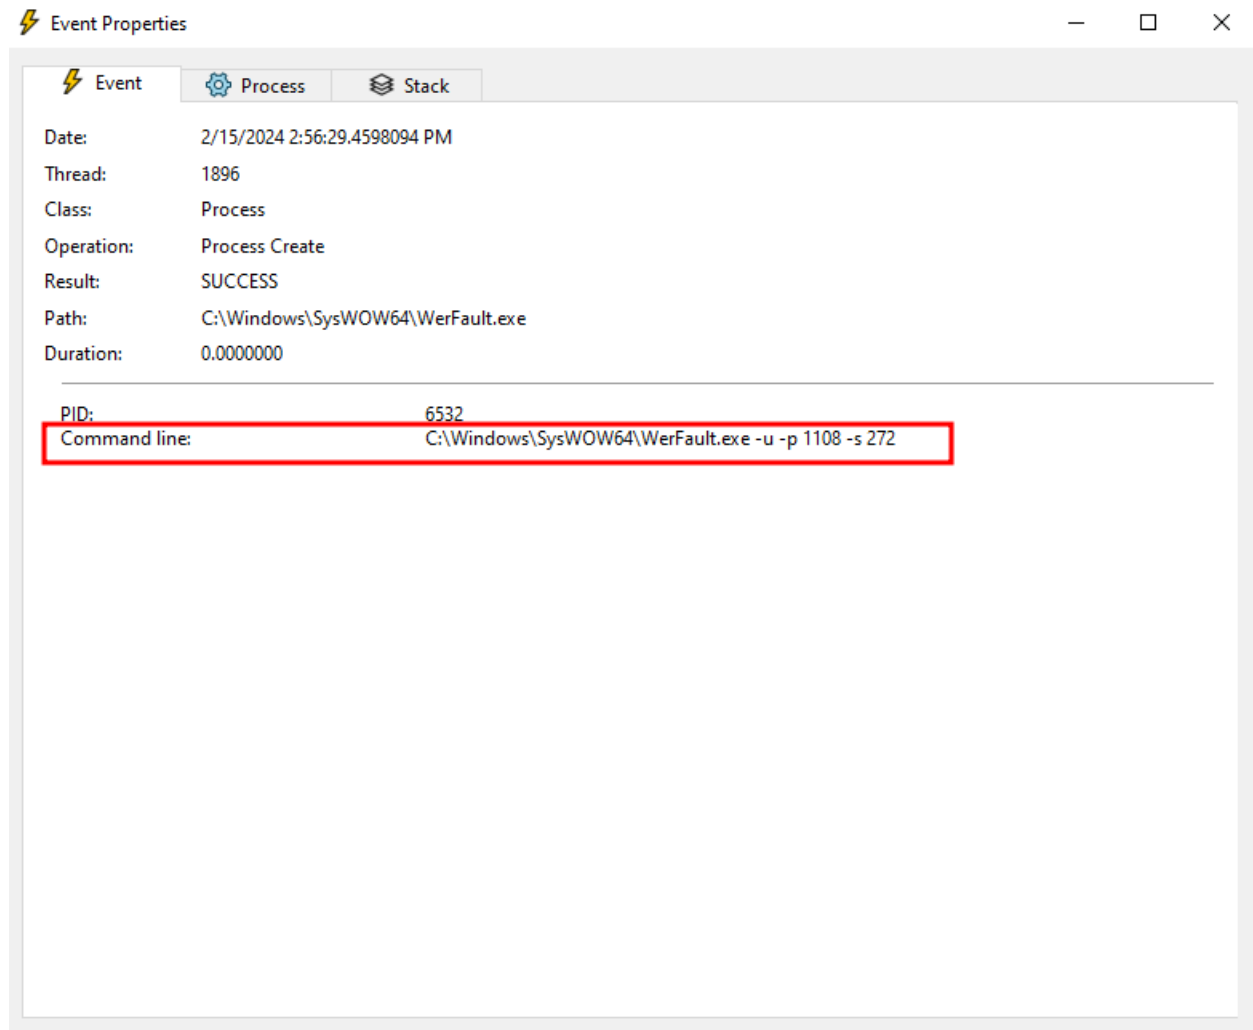 Event Properties
Event Process Stack
Date: 2/15/2024 2:56:29.4598094 PM
Thread: 1896
Class: Process
Operation: Process Create
Result: SUCCESS
Path: C:\Windows\SysWOW64\WerFault.exe
Duration: 0.0000000
PID: 6532
Command line: C:\Windows\SysWOW64\WerFault.exe -u -p 1108 -s 272